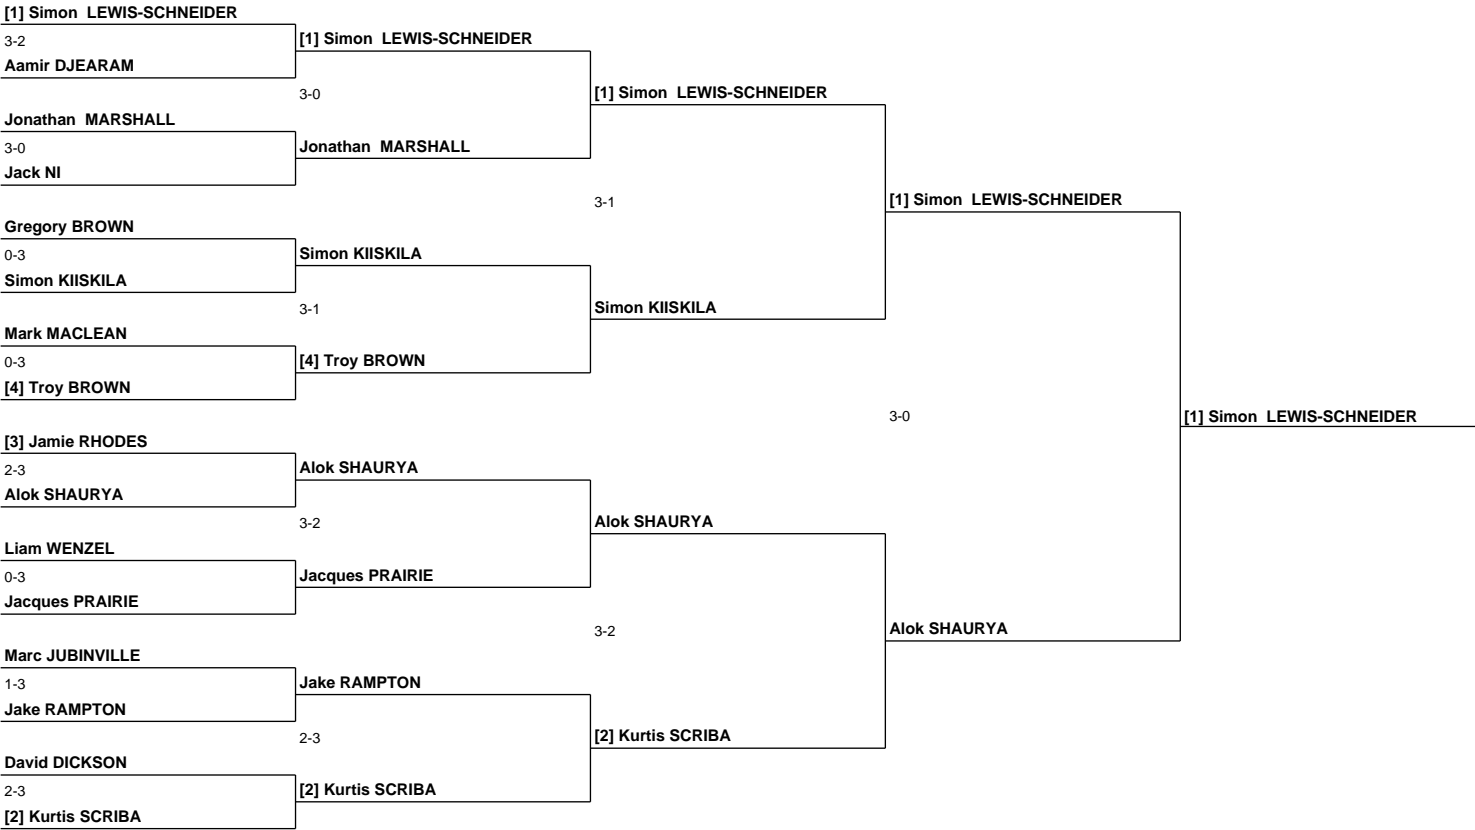 [1] Simon  LEWIS-SCHNEIDER
3-2
[1] Simon  LEWIS-SCHNEIDER
Aamir DJEARAM
3-0
[1] Simon  LEWIS-SCHNEIDER
Jonathan  MARSHALL
3-0
Jonathan  MARSHALL
Jack NI
3-1
[1] Simon  LEWIS-SCHNEIDER
Gregory BROWN
0-3
Simon KIISKILA
Simon KIISKILA
3-1
Simon KIISKILA
Mark MACLEAN
0-3
[4] Troy BROWN
[4] Troy BROWN
3-0
[1] Simon  LEWIS-SCHNEIDER
[3] Jamie RHODES
2-3
Alok SHAURYA
Alok SHAURYA
3-2
Alok SHAURYA
Liam WENZEL
0-3
Jacques PRAIRIE
Jacques PRAIRIE
3-2
Alok SHAURYA
Marc JUBINVILLE
1-3
Jake RAMPTON
Jake RAMPTON
2-3
[2] Kurtis SCRIBA
David DICKSON
2-3
[2] Kurtis SCRIBA
[2] Kurtis SCRIBA